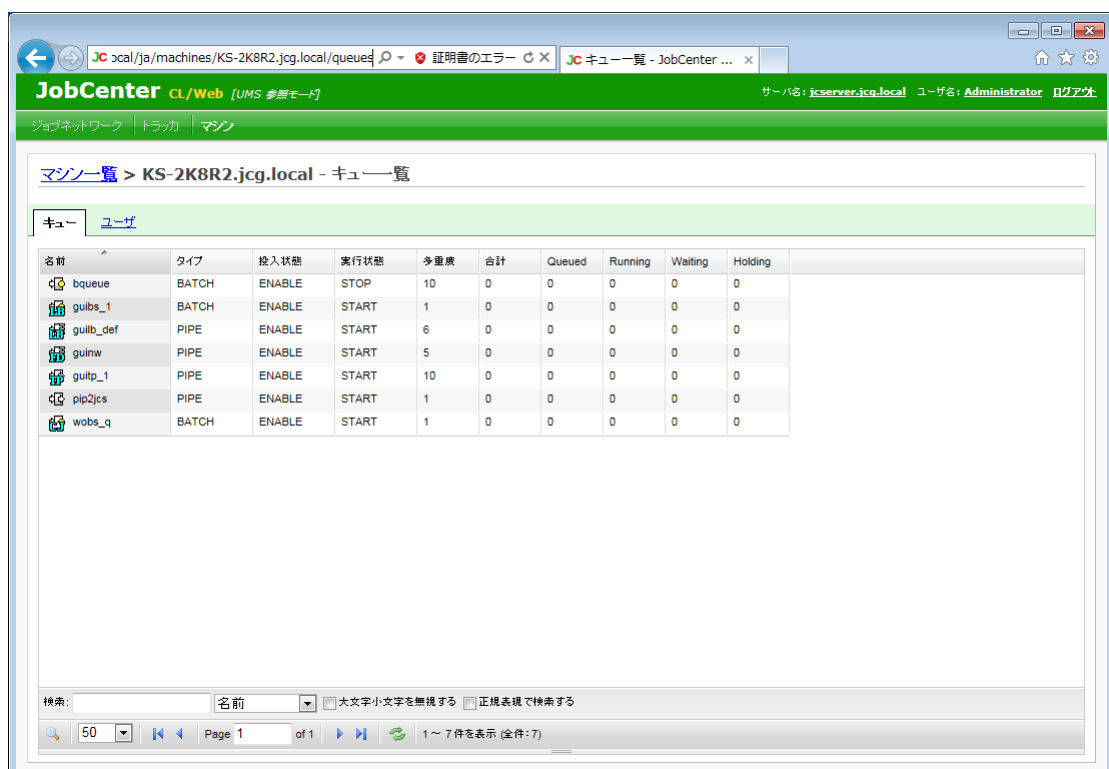 JC ocal/ja/machines/KS-2K8R2.jcg.local/queues 証明書のエラー JC キュー一覧 - JobCenter ...
JobCenter CL/Web [UMS 参照モード] サーバ名: jcserver.jcg.local ユーザ名: Administrator ログアウト
ジョブネットワーク トラッカ マシン
マシン一覧 > KS-2K8R2.jcg.local - キュー一覧
キュー ユーザ
名前 タイプ 投入状態 実行状態 多重度 合計 Queued Running Waiting Holding
bqueue BATCH ENABLE STOP 10 0 0 0 0 0
guibs_1 BATCH ENABLE START 1 0 0 0 0 0
guilb_def PIPE ENABLE START 6 0 0 0 0 0
guinw PIPE ENABLE START 5 0 0 0 0 0
guitp_1 PIPE ENABLE START 10 0 0 0 0 0
pip2jcs PIPE ENABLE START 1 0 0 0 0 0
wobs_q BATCH ENABLE START 1 0 0 0 0 0
検索: 名前 大文字小文字を無視する 正規表現で検索する
50 Page 1 of 1 1～7件を表示 (全件:7)